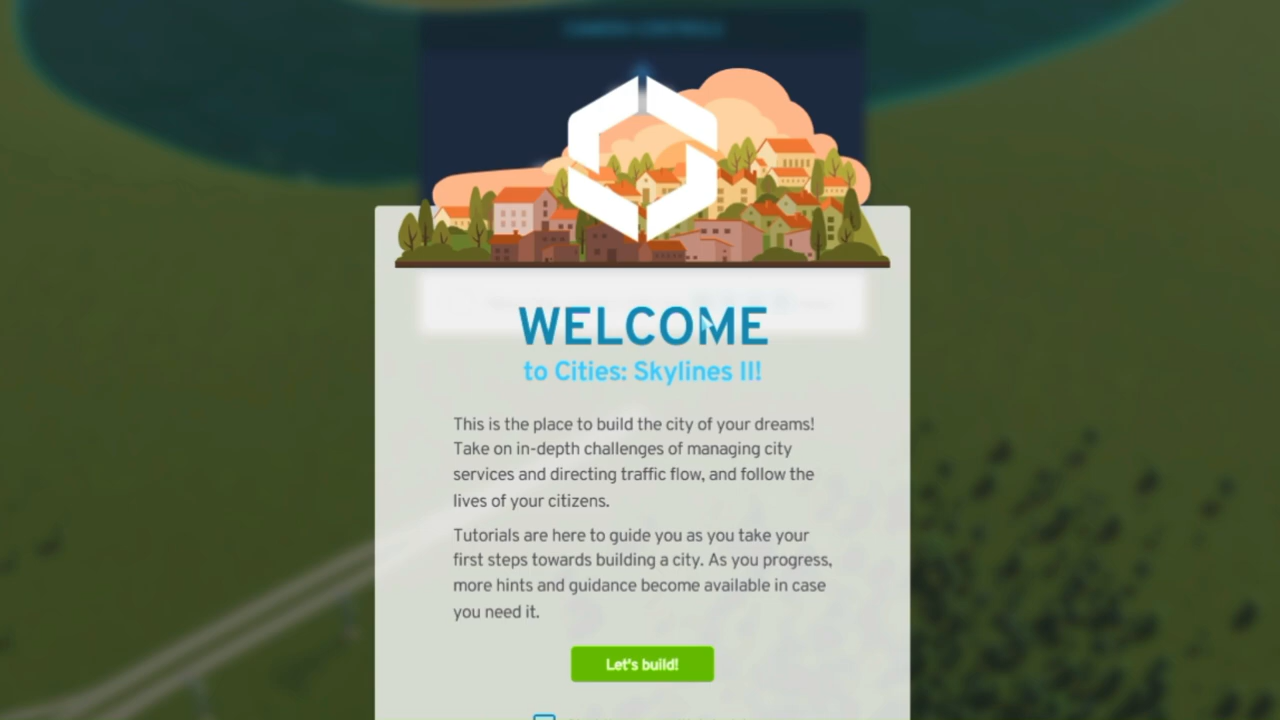 WELCOME
to Cities: Skylines II!
This is the place to build the city of your dreams!
Take on in-depth challenges of managing city
services and directing traffic flow, and follow the
lives of your citizens.
Tutorials are here to guide you as you take your
first steps towards building a city. As you progress,
more hints and guidance become available in case
you need it.
Let's build!